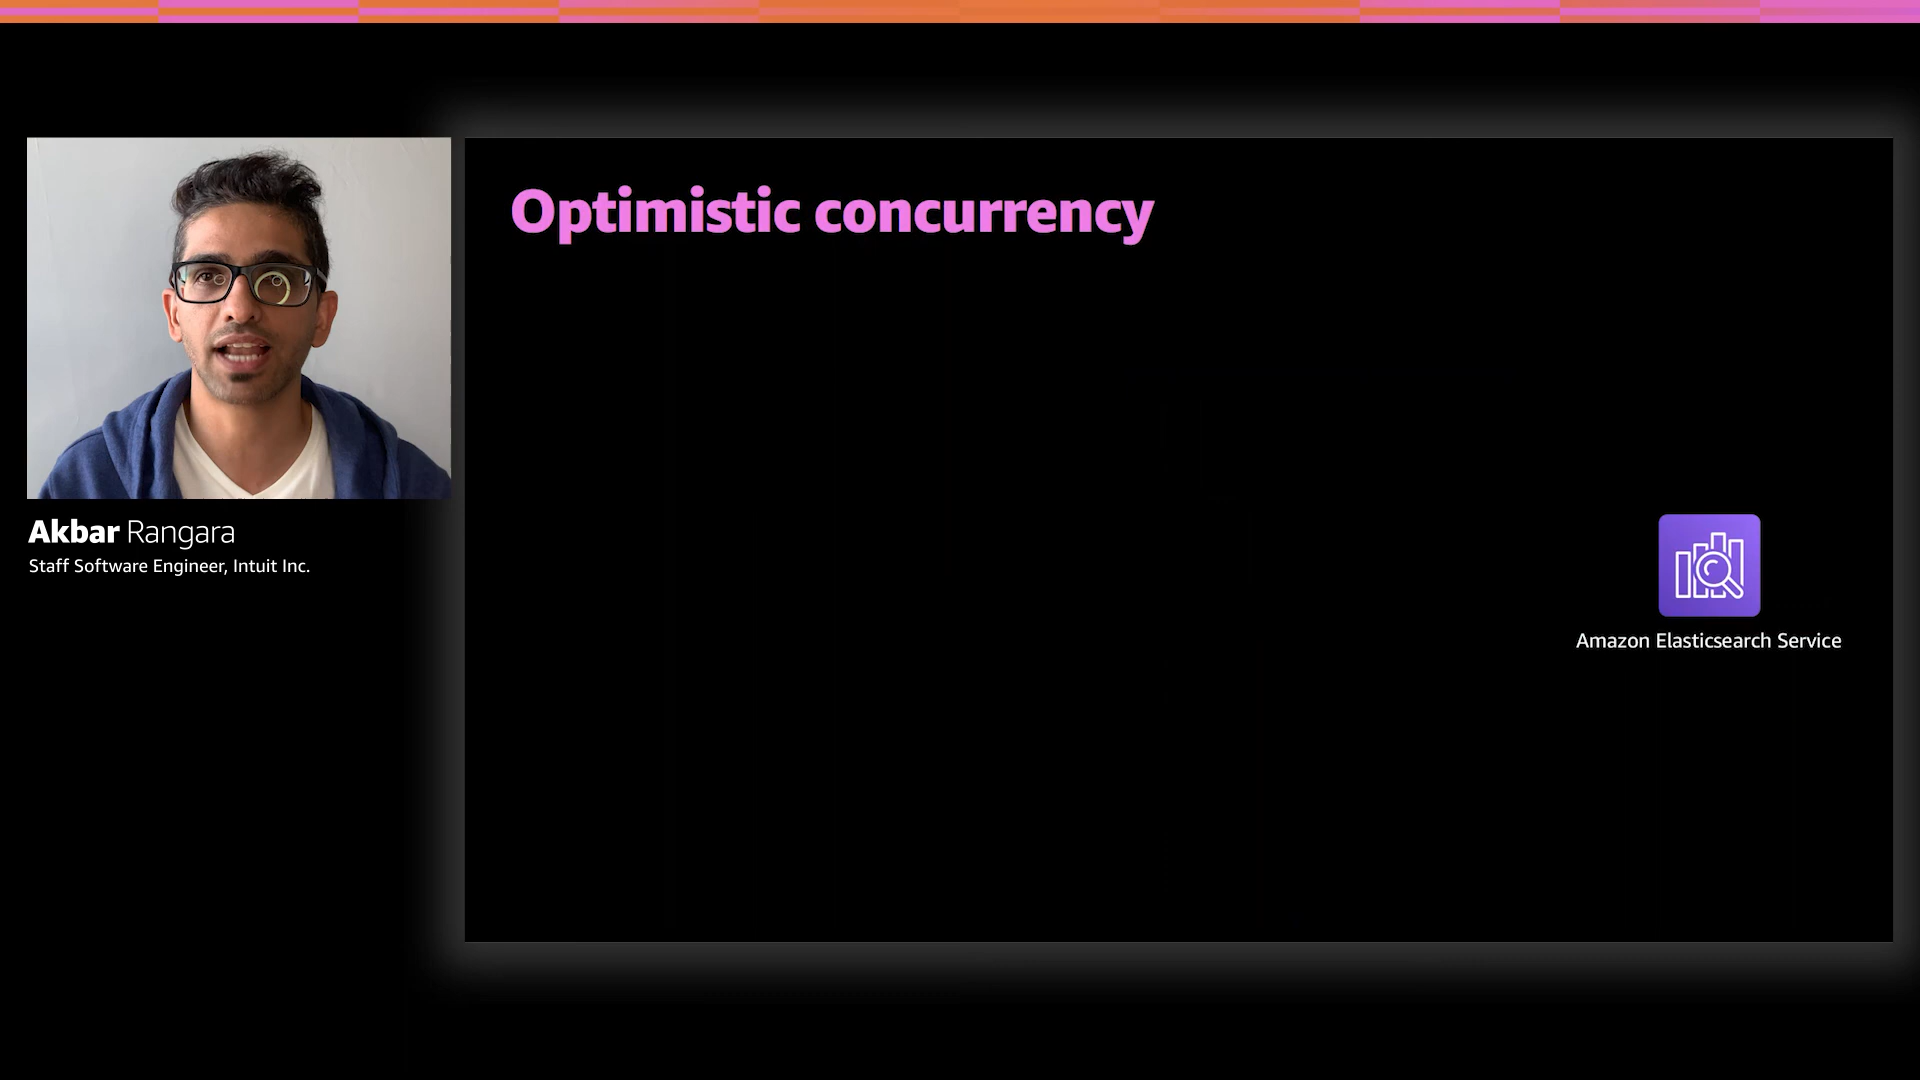 Optimistic concurrency
Akbar Rangara
Staff Software Engineer, Intuit Inc.
Amazon Elasticsearch Service